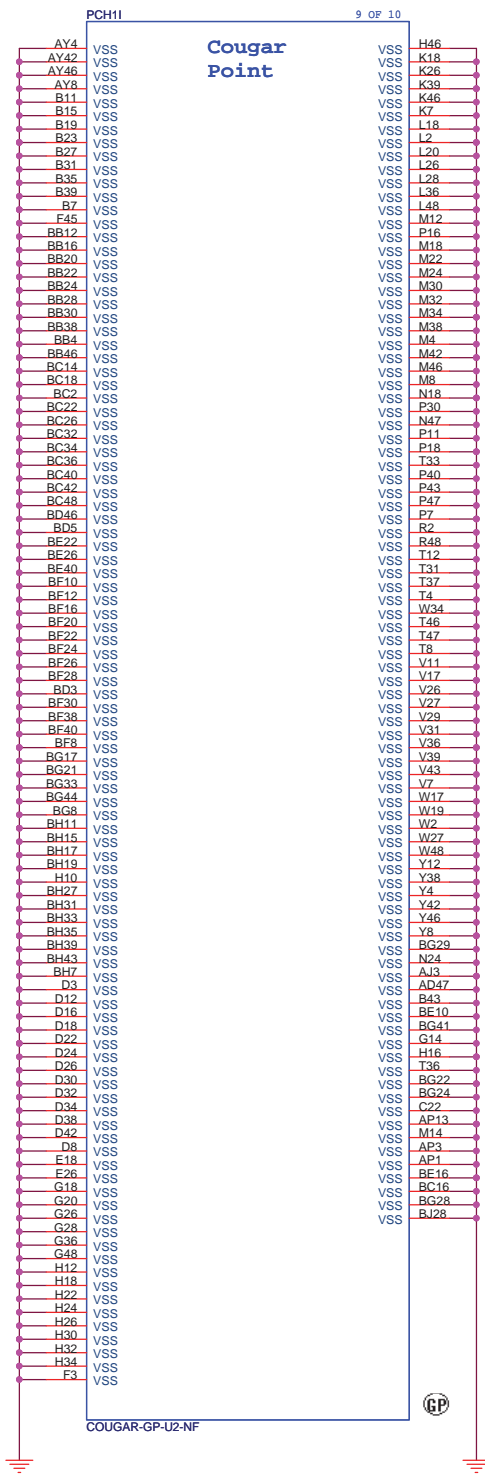 PCH1I 9 OF 10
Cougar
Point
AY4 VSS VSS H46
AY42 VSS VSS K18
AY46 VSS VSS K26
AY8 VSS VSS K39
B11 VSS VSS K46
B15 VSS VSS K7
B19 VSS VSS L18
B23 VSS VSS L2
B27 VSS VSS L20
B31 VSS VSS L26
B35 VSS VSS L28
B39 VSS VSS L36
B7 VSS VSS L48
F45 VSS VSS M12
BB12 VSS VSS P16
BB16 VSS VSS M18
BB20 VSS VSS M22
BB22 VSS VSS M24
BB24 VSS VSS M30
BB28 VSS VSS M32
BB30 VSS VSS M34
BB38 VSS VSS M38
BB4 VSS VSS M4
BB46 VSS VSS M42
BC14 VSS VSS M46
BC18 VSS VSS M8
BC2 VSS VSS N18
BC22 VSS VSS P30
BC26 VSS VSS N47
BC32 VSS VSS P11
BC34 VSS VSS P18
BC36 VSS VSS T33
BC40 VSS VSS P40
BC42 VSS VSS P43
BC48 VSS VSS P47
BD46 VSS VSS P7
BD5 VSS VSS R2
BE22 VSS VSS R48
BE26 VSS VSS T12
BE40 VSS VSS T31
BF10 VSS VSS T37
BF12 VSS VSS T4
BF16 VSS VSS W34
BF20 VSS VSS T46
BF22 VSS VSS T47
BF24 VSS VSS T8
BF26 VSS VSS V11
BF28 VSS VSS V17
BD3 VSS VSS V26
BF30 VSS VSS V27
BF38 VSS VSS V29
BF40 VSS VSS V31
BF8 VSS VSS V36
BG17 VSS VSS V39
BG21 VSS VSS V43
BG33 VSS VSS V7
BG44 VSS VSS W17
BG8 VSS VSS W19
BH11 VSS VSS W2
BH15 VSS VSS W27
BH17 VSS VSS W48
BH19 VSS VSS Y12
H10 VSS VSS Y38
BH27 VSS VSS Y4
BH31 VSS VSS Y42
BH33 VSS VSS Y46
BH35 VSS VSS Y8
BH39 VSS VSS BG29
BH43 VSS VSS N24
BH7 VSS VSS AJ3
D3 VSS VSS AD47
D12 VSS VSS B43
D16 VSS VSS BE10
D18 VSS VSS BG41
D22 VSS VSS G14
D24 VSS VSS H16
D26 VSS VSS T36
D30 VSS VSS BG22
D32 VSS VSS BG24
D34 VSS VSS C22
D38 VSS VSS AP13
D42 VSS VSS M14
D8 VSS VSS AP3
E18 VSS VSS AP1
E26 VSS VSS BE16
G18 VSS VSS BC16
G20 VSS VSS BG28
G26 VSS VSS BJ28
G28 VSS
G36 VSS
G48 VSS
H12 VSS
H18 VSS
H22 VSS
H24 VSS
H26 VSS
H30 VSS
H32 VSS
H34 VSS
F3 VSS
GP
COUGAR-GP-U2-NF